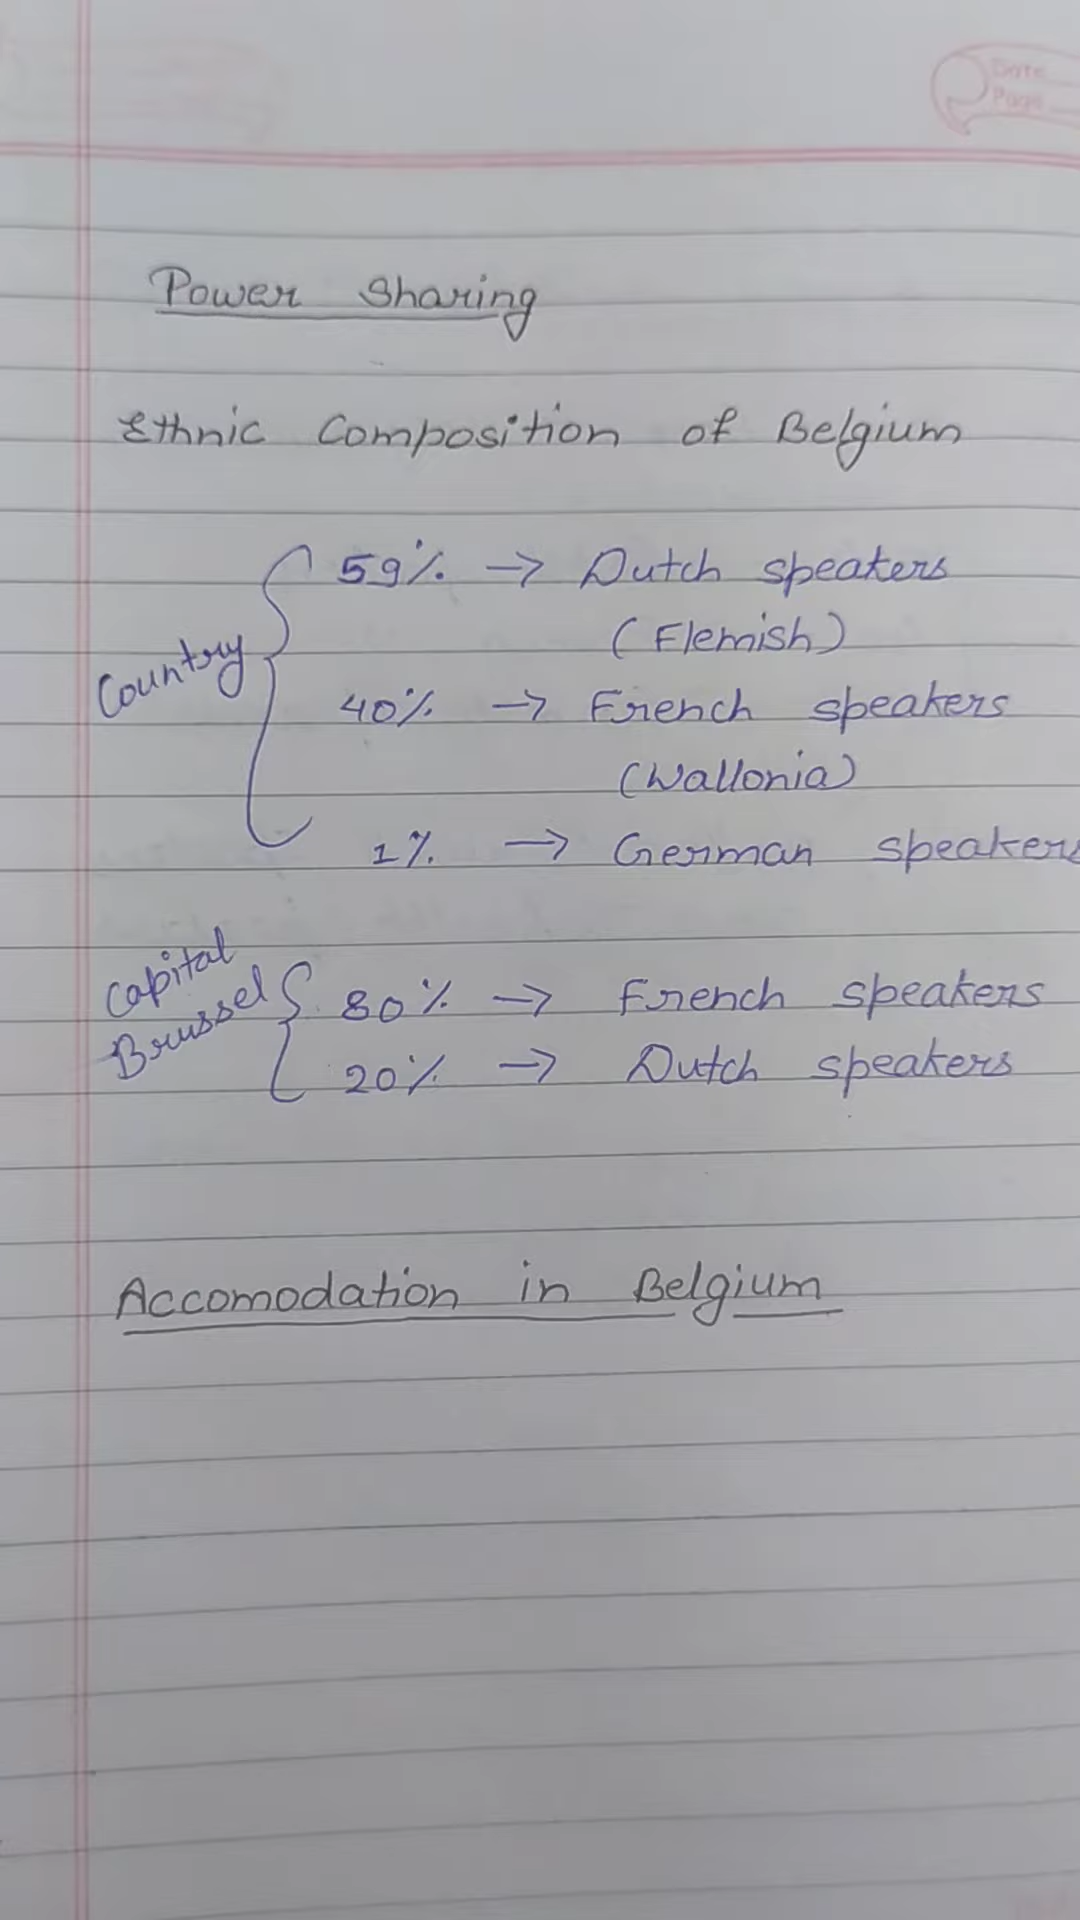 Date
Page
Power Sharing
Ethnic Composition of Belgium
Country
59% → Dutch speakers
(Flemish)
40% → French speakers
(Wallonia)
1% → German speakers
Capital
Brussel
80% → French speakers
20% → Dutch speakers
Accomodation in Belgium